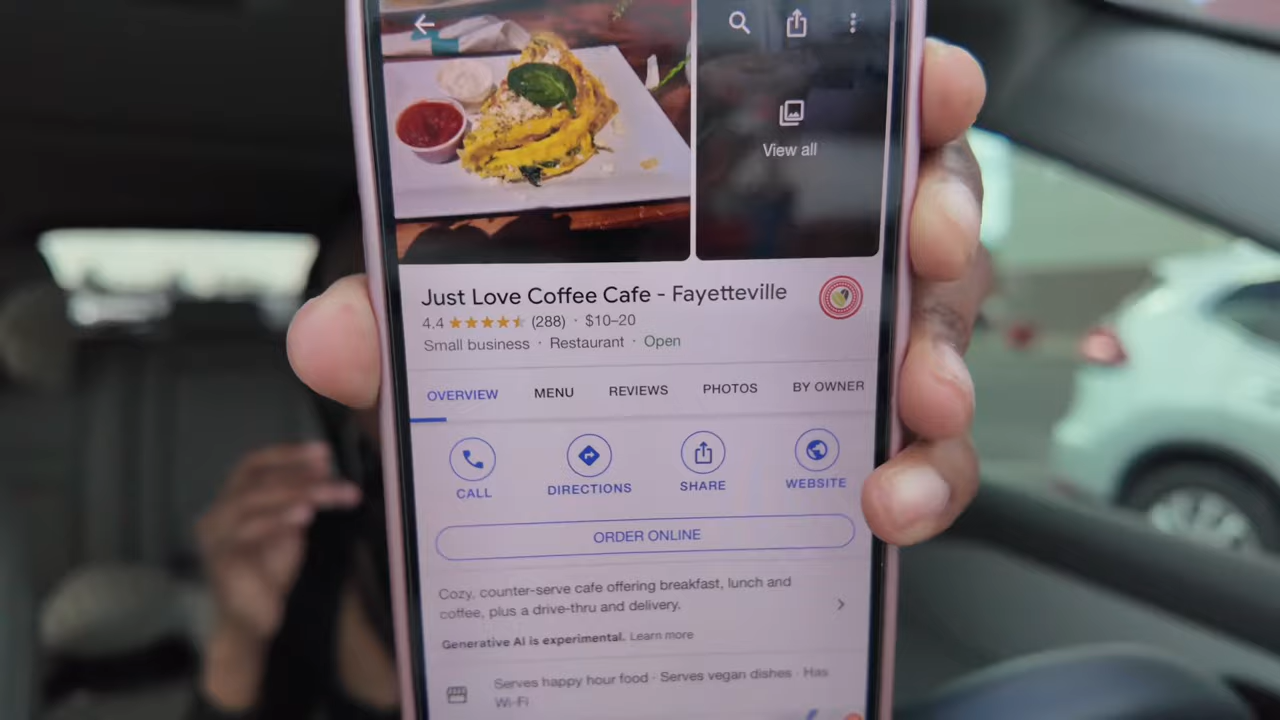 View all
Just Love Coffee Cafe - Fayetteville
4.4 (288) · $10–20
Small business · Restaurant · Open
OVERVIEW MENU REVIEWS PHOTOS BY OWNER
CALL DIRECTIONS SHARE WEBSITE
ORDER ONLINE
Cozy, counter-serve cafe offering breakfast, lunch and
coffee, plus a drive-thru and delivery.
Generative AI is experimental. Learn more
Serves happy hour food · Serves vegan dishes · Has
Wi-Fi